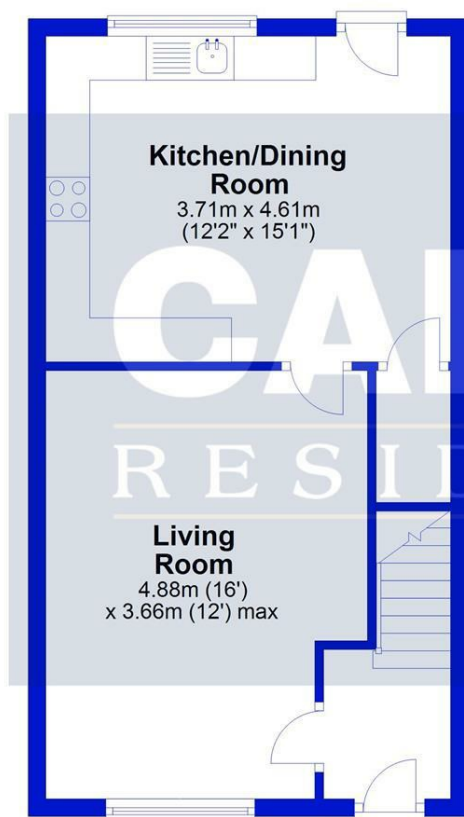 Kitchen/Dining
Room
3.71m x 4.61m
(12'2" x 15'1")
Living
Room
4.88m (16')
x 3.66m (12') max